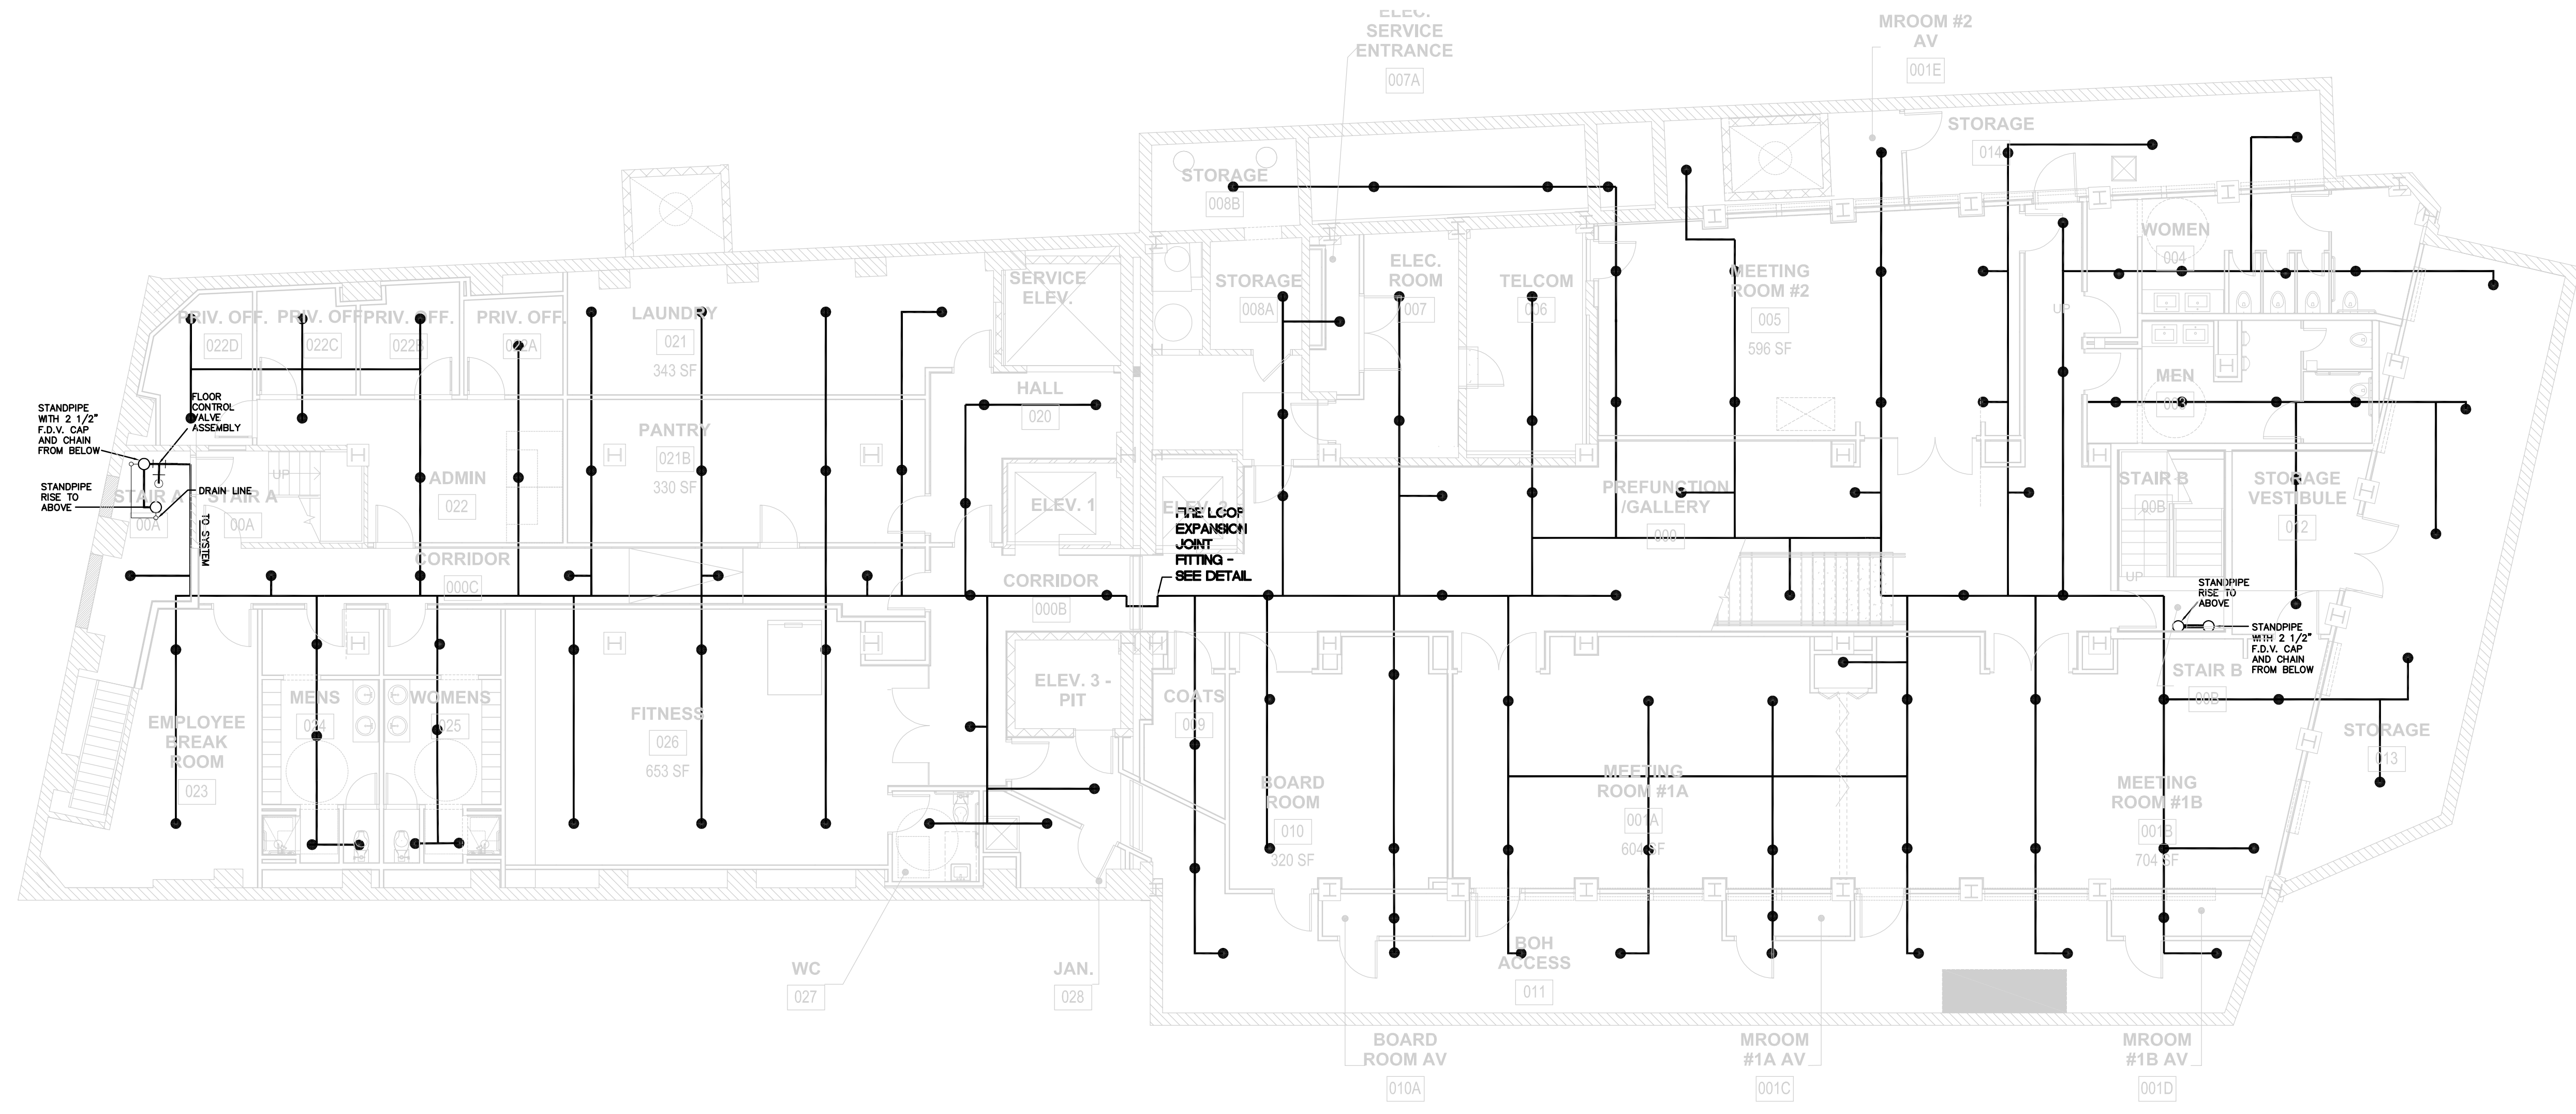 ELEC.
SERVICE
ENTRANCE
007A
MROOM #2
AV
001E
STORAGE
014
STORAGE
008B
WOMEN
004
SERVICE
ELEV.
STORAGE
008A
ELEC.
ROOM
007
TELCOM
006
MEETING
ROOM #2
005
596 SF
UP
PRIV. OFF.
022D
PRIV. OFF
022C
PRIV. OFF.
022B
PRIV. OFF.
022A
LAUNDRY
021
343 SF
MEN
HALL
020
STANDPIPE
WITH 2 1/2"
F.D.V. CAP
AND CHAIN
FROM BELOW
FLOOR
CONTROL
VALVE
ASSEMBLY
PANTRY
021B
330 SF
UP
ADMIN
022
STANDPIPE
RISE TO
ABOVE
DRAIN LINE
STAIR A
00A
STAIR A
00A
TO SYSTEM
ELEV. 1
FIRE LOOP
EXPANSION
JOINT
FITTING -
SEE DETAIL
PREFUNCTION
/GALLERY
000
STAIR B
00B
STORAGE
VESTIBULE
012
UP
CORRIDOR
000C
CORRIDOR
000B
STANDPIPE
RISE TO
ABOVE
STANDPIPE
WITH 2 1/2"
F.D.V. CAP
AND CHAIN
FROM BELOW
STAIR B
00B
ELEV. 3 -
PIT
COATS
009
MENS
024
WOMENS
025
EMPLOYEE
BREAK
ROOM
023
FITNESS
026
653 SF
STORAGE
013
BOARD
ROOM
010
320 SF
MEETING
ROOM #1A
001A
604 SF
MEETING
ROOM #1B
001B
704 SF
WC
027
JAN.
028
BOH
ACCESS
011
BOARD
ROOM AV
010A
MROOM
#1A AV
001C
MROOM
#1B AV
001D